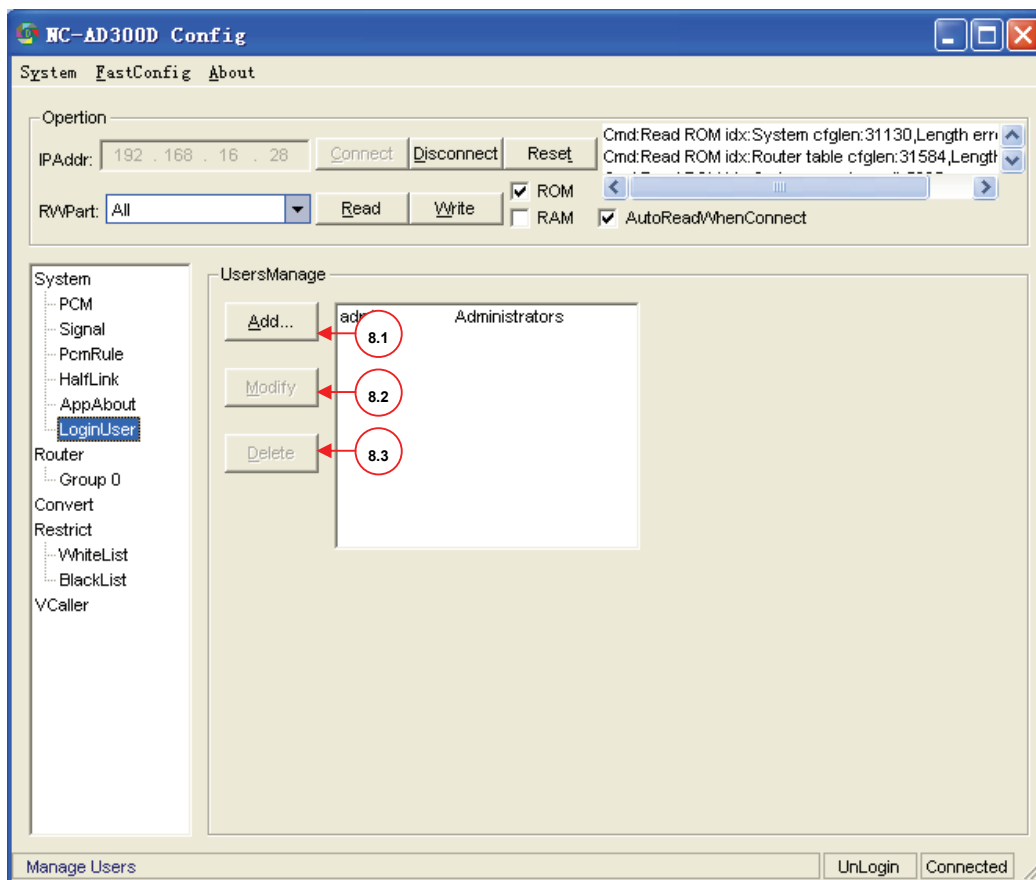 NC-AD300D Config
System FastConfig About
Opertion
IPAddr: 192 . 168 . 16 . 28 Connect Disconnect Reset
RWPart: All Read Write ROM RAM
Cmd:Read ROM idx:System cfglen:31130,Length
Cmd:Read ROM idx:Router table cfglen:31584,Length
AutoReadWhenConnect
System
PCM
Signal
PcmRule
HalfLink
AppAbout
LoginUser
Router
Group 0
Convert
Restrict
WhiteList
BlackList
VCaller
UsersManage
Add...
Modify
Delete
Administrators
8.1
8.2
8.3
Manage Users UnLogin Connected